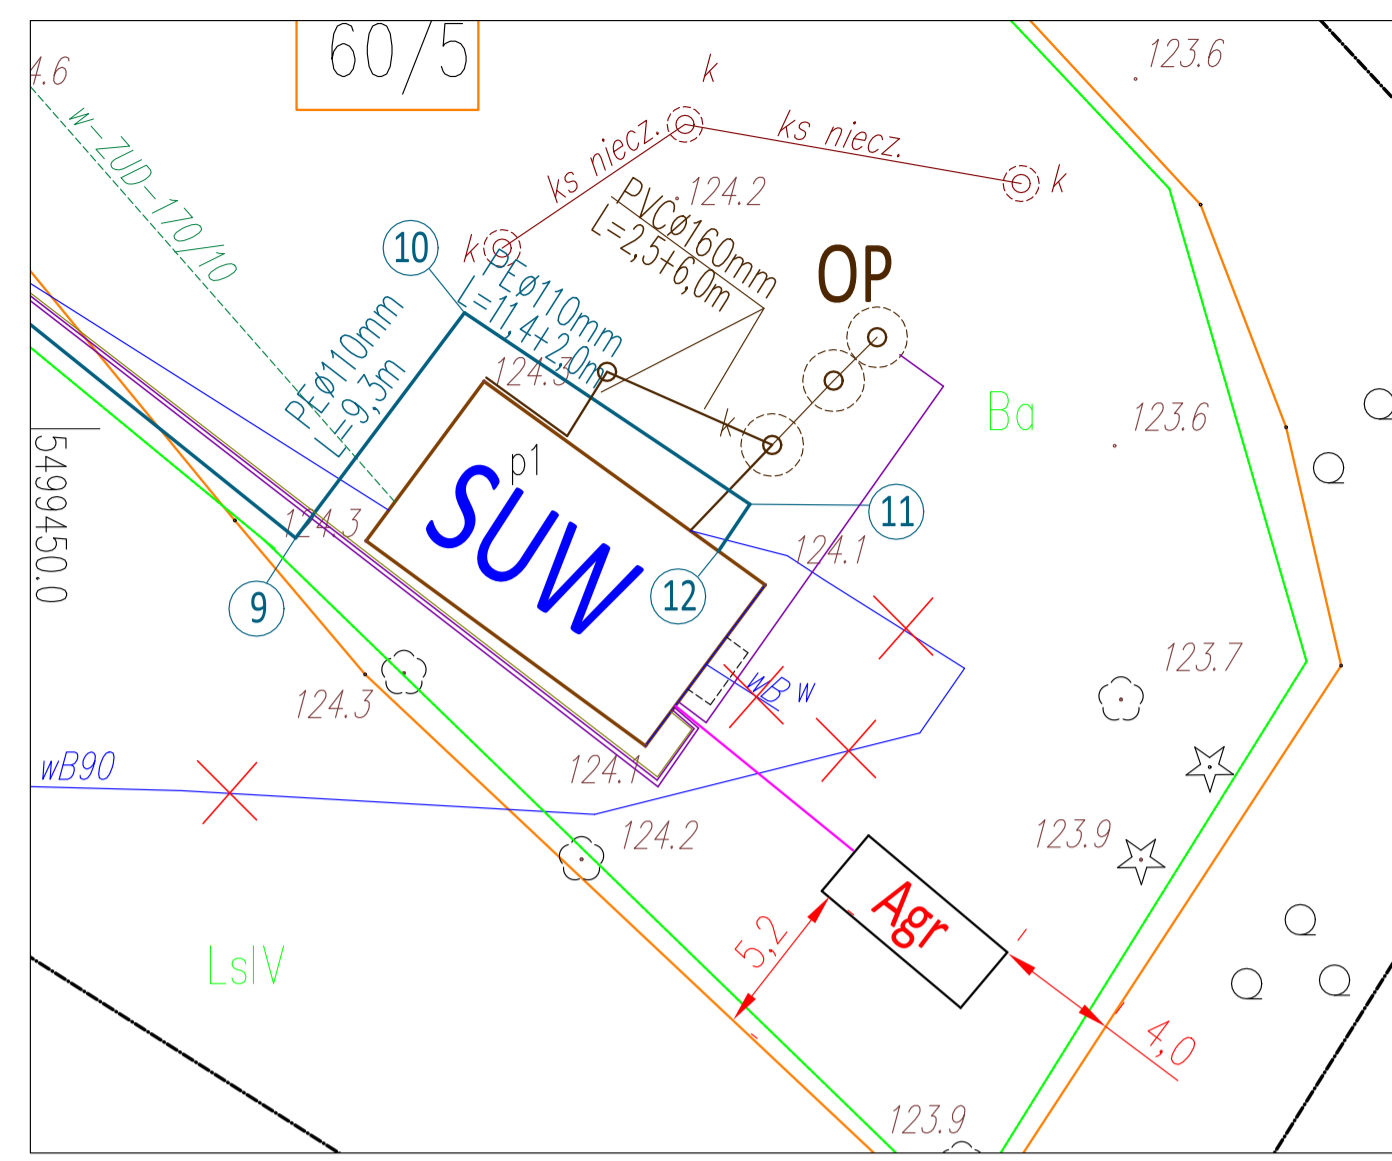 60/5
4.6
123.6
k
ks niecz.
ks niecz.
k
w-ZUD-170/10
124.2
PVCø160mm
L=2,5+6,0m
10
k
PEø110mm
L=11,4+2,0m
OP
PEø110mm
L=9,3m
124.3
Ba
123.6
k
p1
SUW
5499450.0
124.3
11
124.1
12
9
123.7
wB
w
124.3
124.1
wB90
124.2
123.9
Agr
5,2
LsIV
4,0
123.9